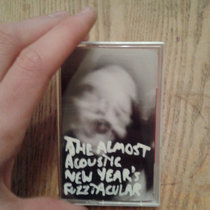 THE ALMOST
ACOUSTIC
NEW YEAR'S
FUZZTACULAR